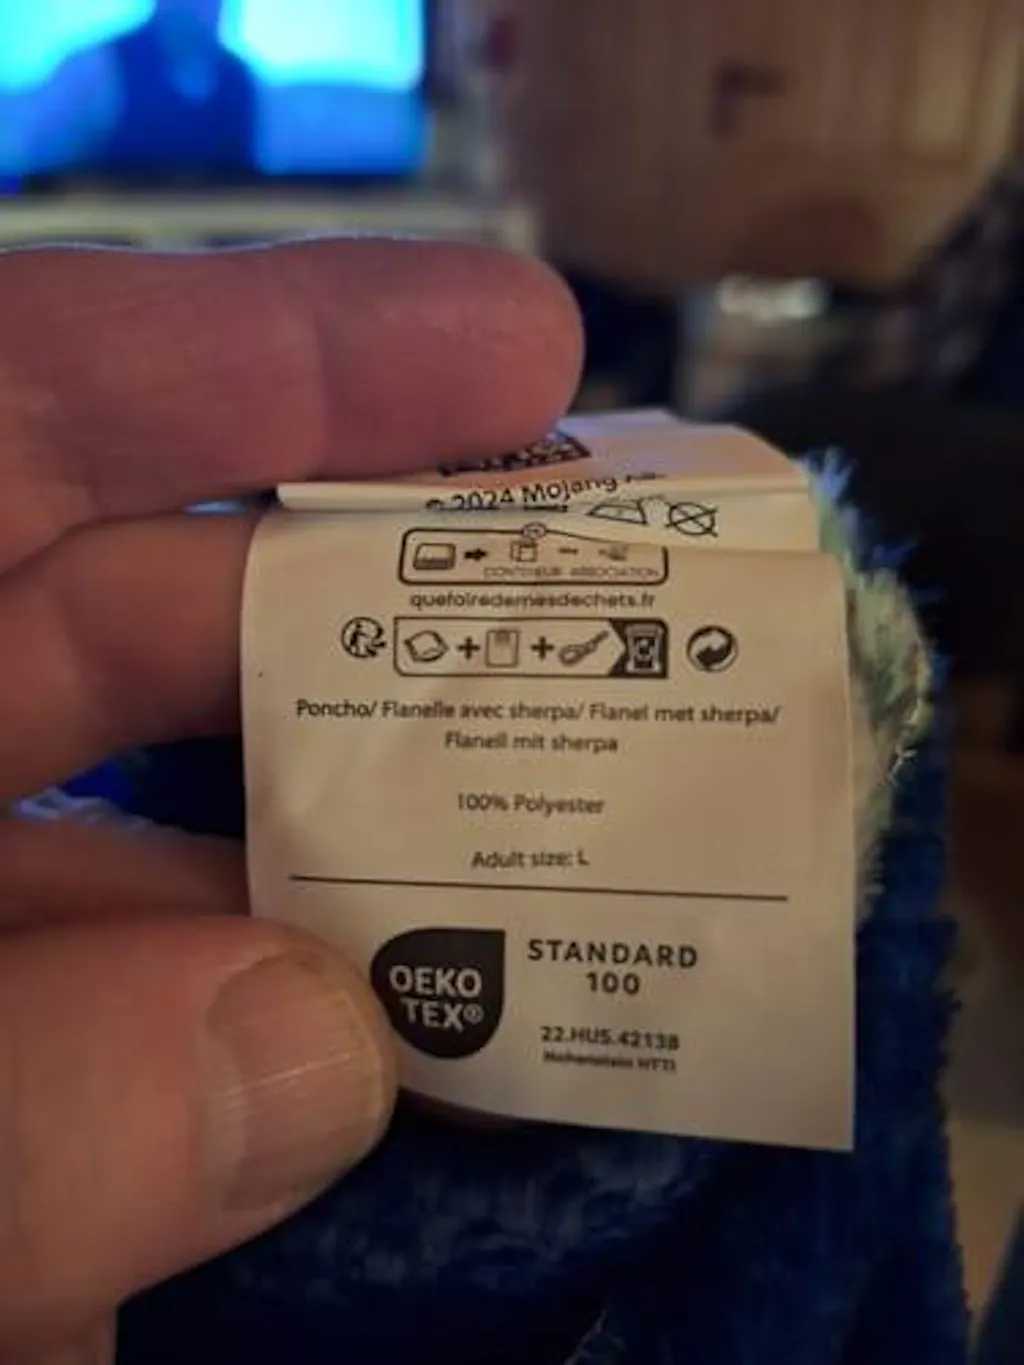 © 2024 Mojang
CONTENEUR ASSOCIATION
quefairedemesdechets.fr
Poncho/ Flanelle avec sherpa/ Flanel met sherpa/
Flanell mit sherpa
100% Polyester
Adult size: L
OEKO
TEX®
STANDARD
100
22.HUS.42138
Hohenstein HTTI